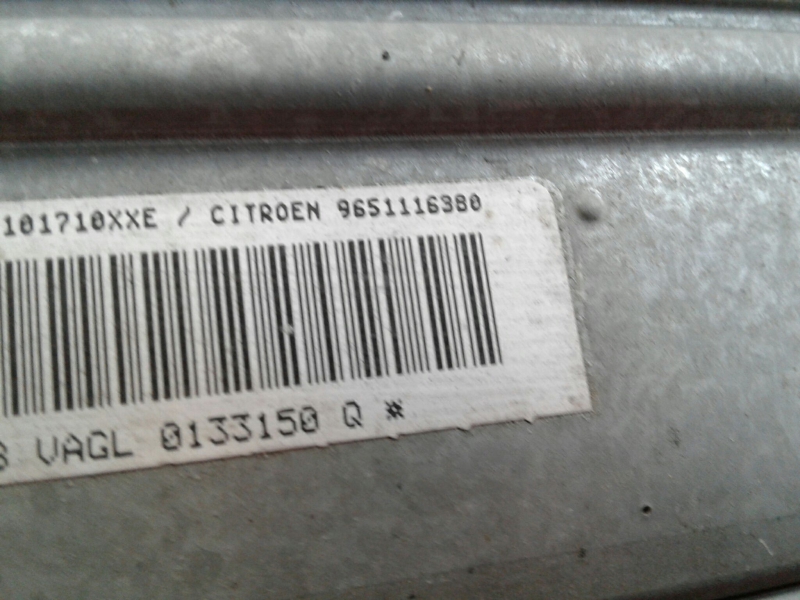 101710XXE / CITROEN 9651116380
VAGL 0133150 Q *